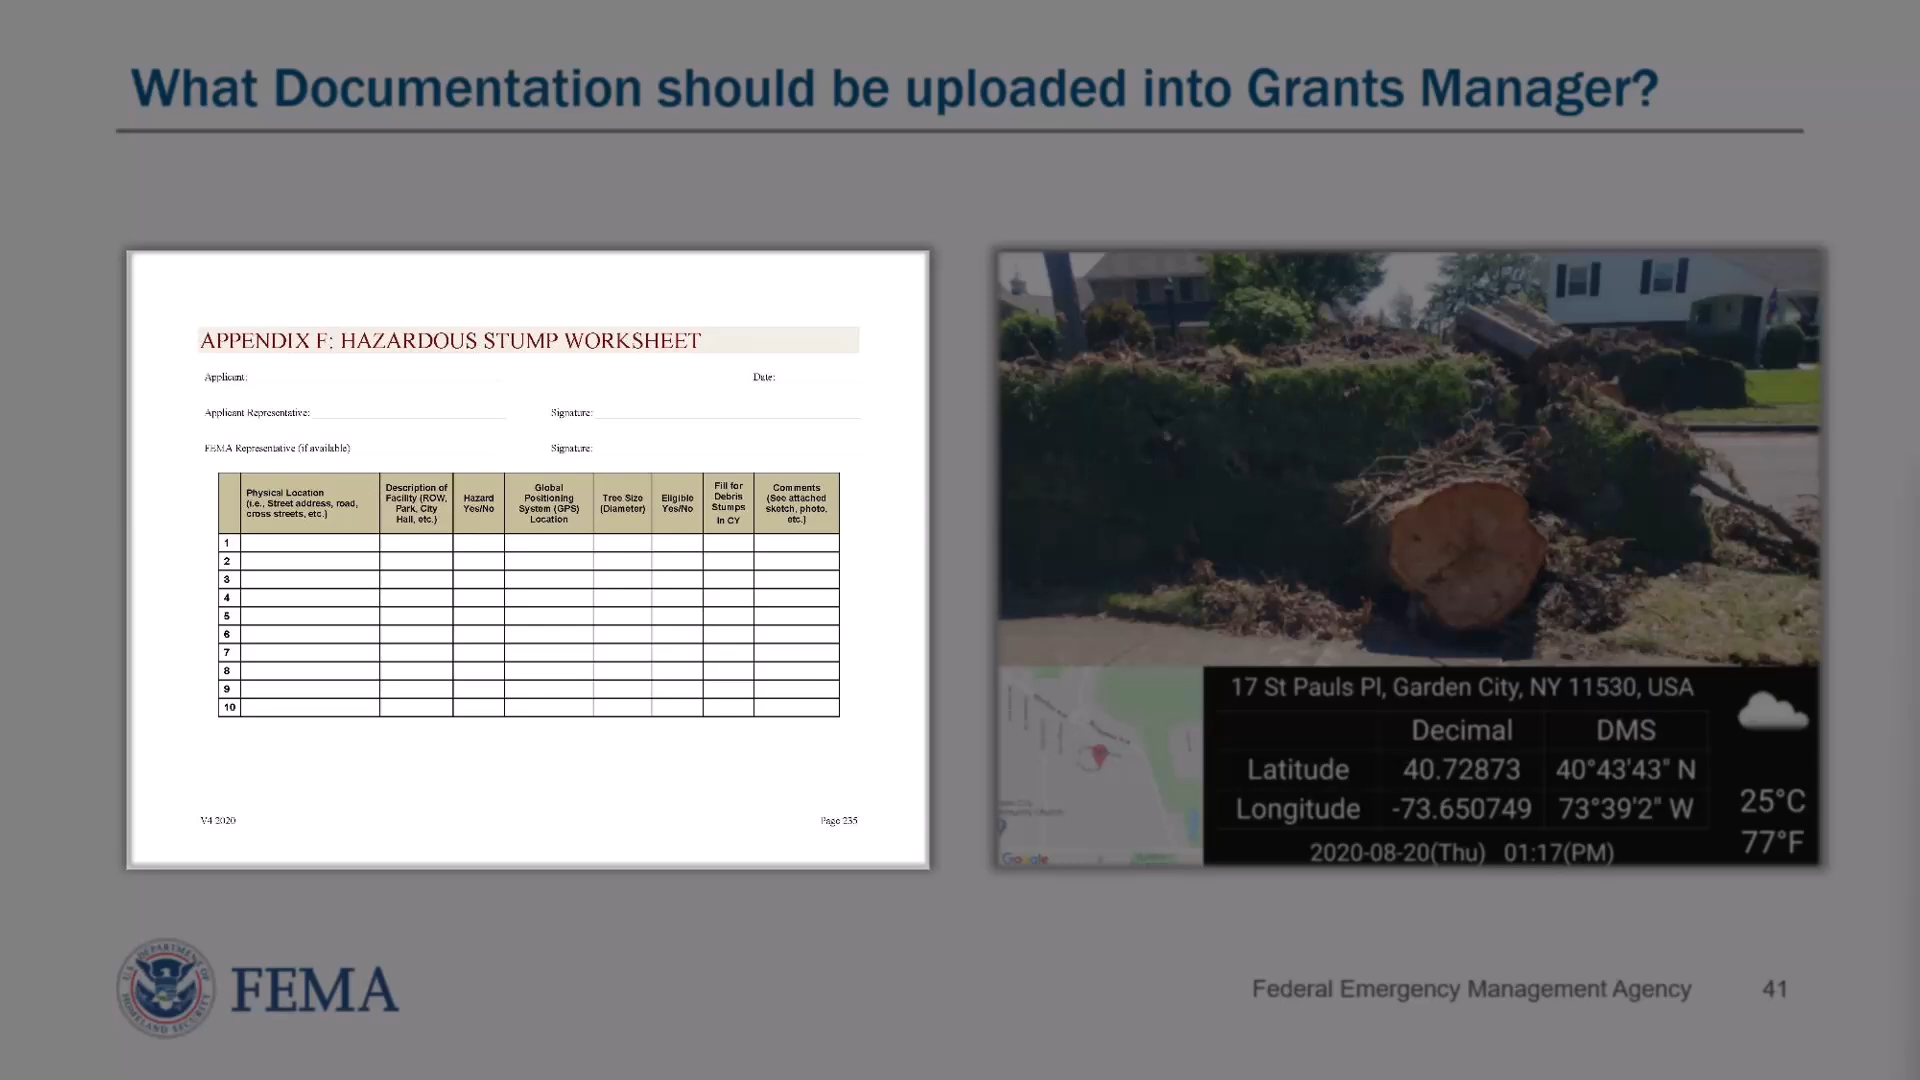 What Documentation should be uploaded into Grants Manager?
APPENDIX F: HAZARDOUS STUMP WORKSHEET
Applicant: Date:
Applicant Representative: Signature:
FEMA Representative (if available) Signature:
Physical Location (i.e., Street address, road, cross streets, etc.)
Description of Facility (ROW, Park, City Hall, etc.)
Hazard Yes/No
Global Positioning System (GPS) Location
Tree Size (Diameter)
Eligible Yes/No
Fill for Debris Stumps In CY
Comments (See attached sketch, photo, etc.)
1
2
3
4
5
6
7
8
9
10
V4 2020 Page 235
17 St Pauls Pl, Garden City, NY 11530, USA
Decimal DMS
Latitude 40.72873 40°43'43" N
Longitude -73.650749 73°39'2" W
2020-08-20(Thu) 01:17(PM)
25°C
77°F
Google
U.S. DEPARTMENT OF HOMELAND SECURITY
FEMA
Federal Emergency Management Agency 41